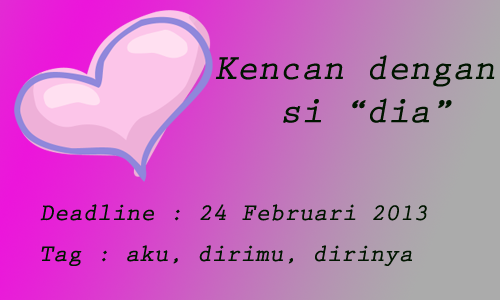 Kencan dengan
si “dia”
Deadline : 24 Februari 2013
Tag : aku, dirimu, dirinya